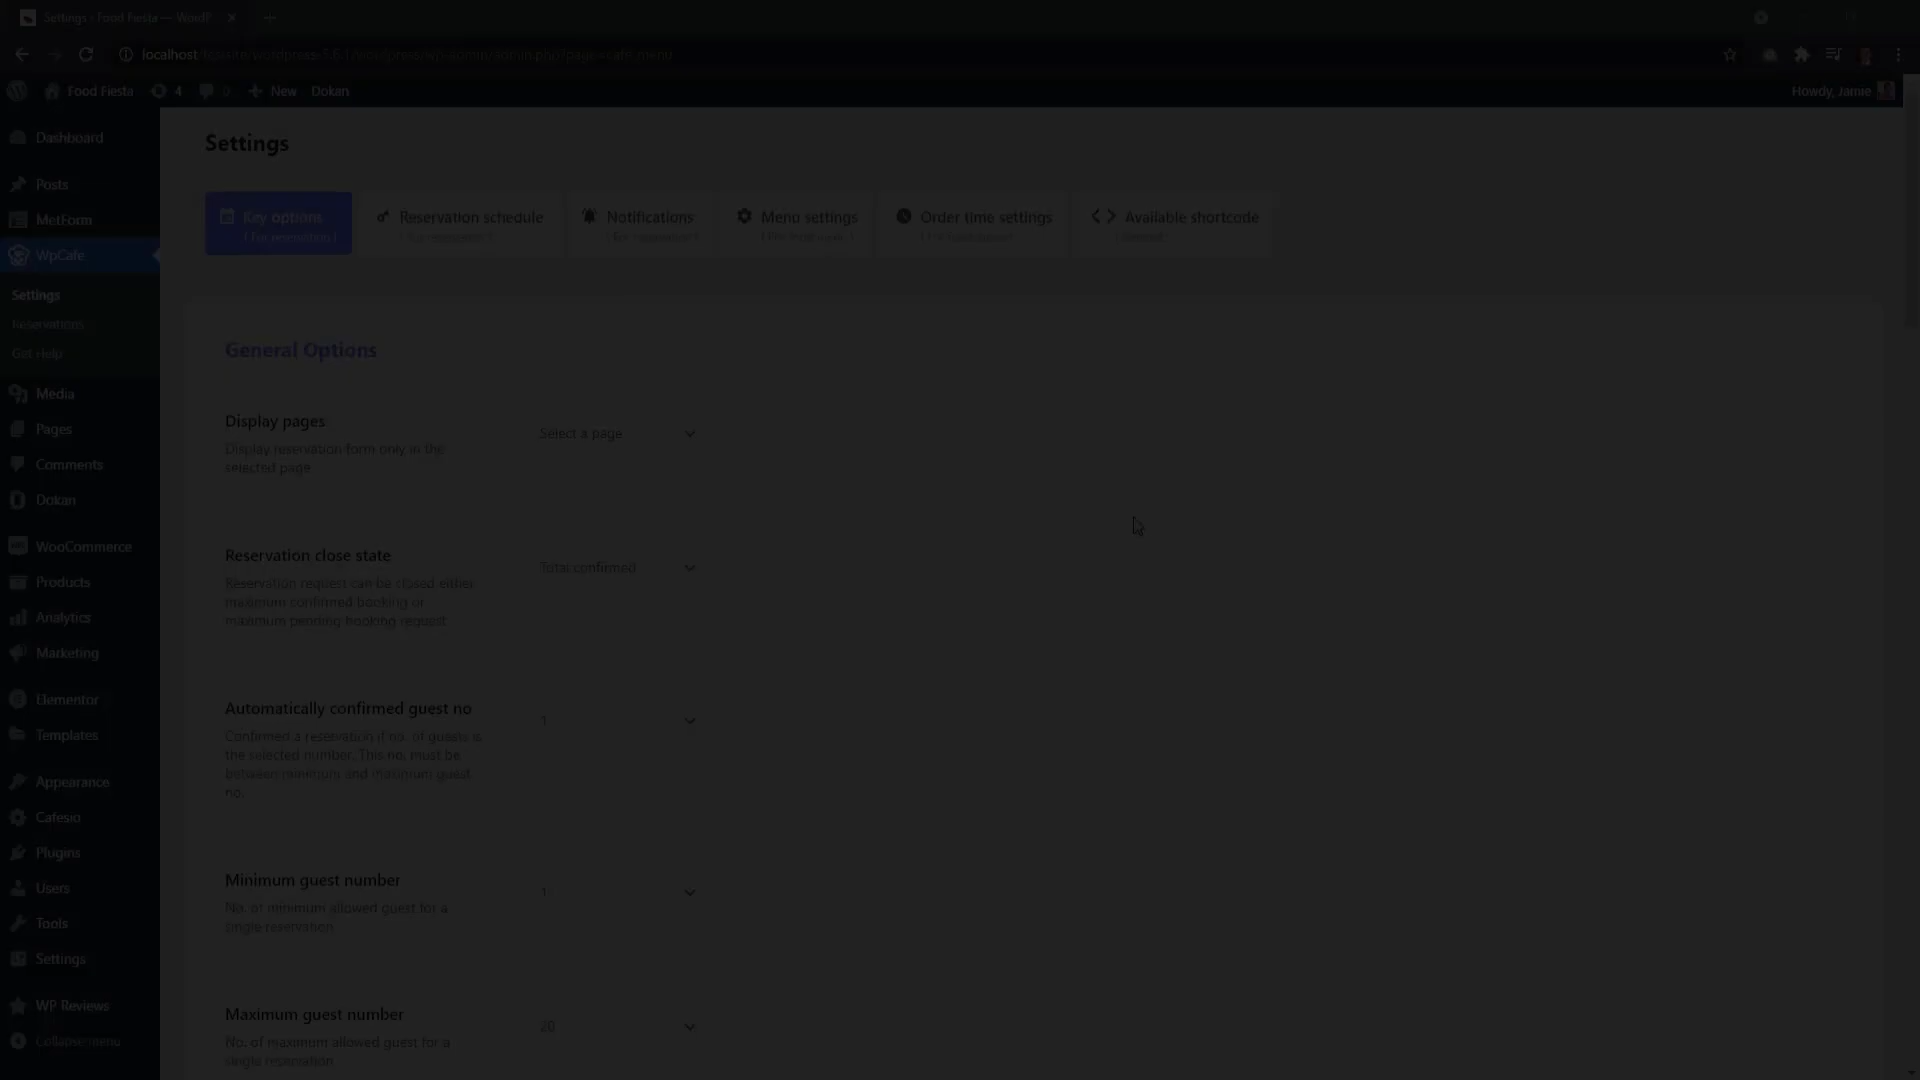 Settings - Food Fiesta — WordP
localhost
Food Fiesta
4
0
New
Dokan
Howdy, Jamie
Dashboard
Posts
MetForm
WpCafe
Settings
Reservations
Get Help
Media
Pages
Comments
Dokan
WooCommerce
Products
Analytics
Marketing
Elementor
Templates
Appearance
Cafesio
Plugins
Users
Tools
Settings
WP Reviews
Collapse menu
Settings
Key options
( For reservation )
Reservation schedule
( For reservation )
Notifications
( For reservation )
Menu settings
Order time settings
Available shortcode
General Options
Display pages
Display reservation form only in the
selected page
Select a page
Reservation close state
Reservation request can be closed either
maximum confirmed booking or
maximum pending booking request
Total confirmed
Automatically confirmed guest no
Confirmed a reservation if no. of guests is
the selected number. This no. must be
between minimum and maximum guest
no.
1
Minimum guest number
No. of minimum allowed guest for a
single reservation
1
Maximum guest number
No. of maximum allowed guest for a
single reservation
20